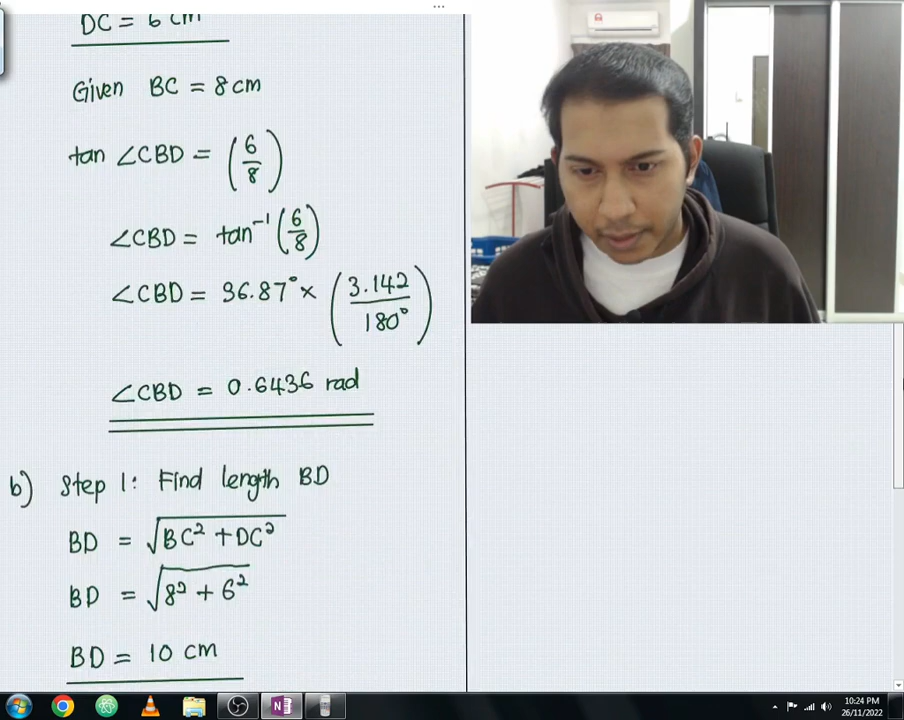 DC = 6 cm
Given BC = 8 cm
tan ∠CBD = (6/8)
∠CBD = tan⁻¹ (6/8)
∠CBD = 36.87° × (3.142/180°)
∠CBD = 0.6436 rad
b) Step 1: Find length BD
BD = √BC² + DC²
BD = √8² + 6²
BD = 10 cm
10:24 PM
26/11/2022